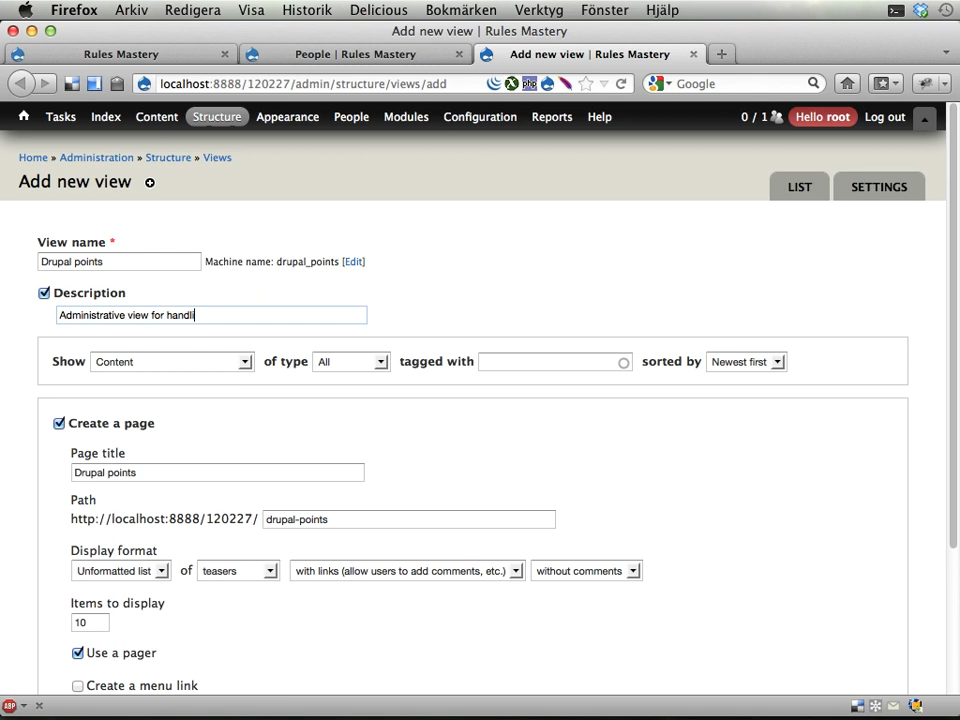 Firefox Arkiv Redigera Visa Historik Delicious Bokmärken Verktyg Fönster Hjälp
Add new view | Rules Mastery
Rules Mastery People | Rules Mastery Add new view | Rules Mastery
localhost:8888/120227/admin/structure/views/add php Google
Tasks Index Content Structure Appearance People Modules Configuration Reports Help 0 / 1 Hello root Log out
Home » Administration » Structure » Views
Add new view
LIST SETTINGS
View name *
Drupal points Machine name: drupal_points [Edit]
Description
Administrative view for handli
Show Content of type All tagged with sorted by Newest first
Create a page
Page title
Drupal points
Path
http://localhost:8888/120227/ drupal-points
Display format
Unformatted list of teasers with links (allow users to add comments, etc.) without comments
Items to display
10
Use a pager
Create a menu link
ABP